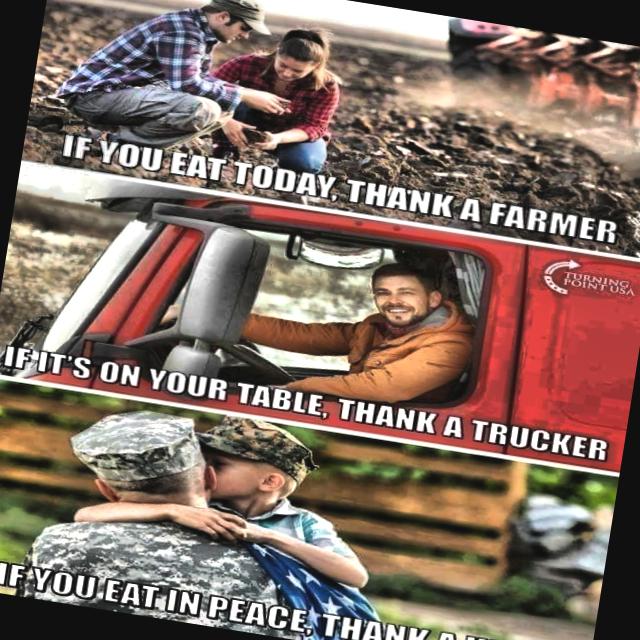 IF YOU EAT TODAY, THANK A FARMER
TURNING
POINT USA
IF IT'S ON YOUR TABLE, THANK A TRUCKER
IF YOU EAT IN PEACE, THANK A